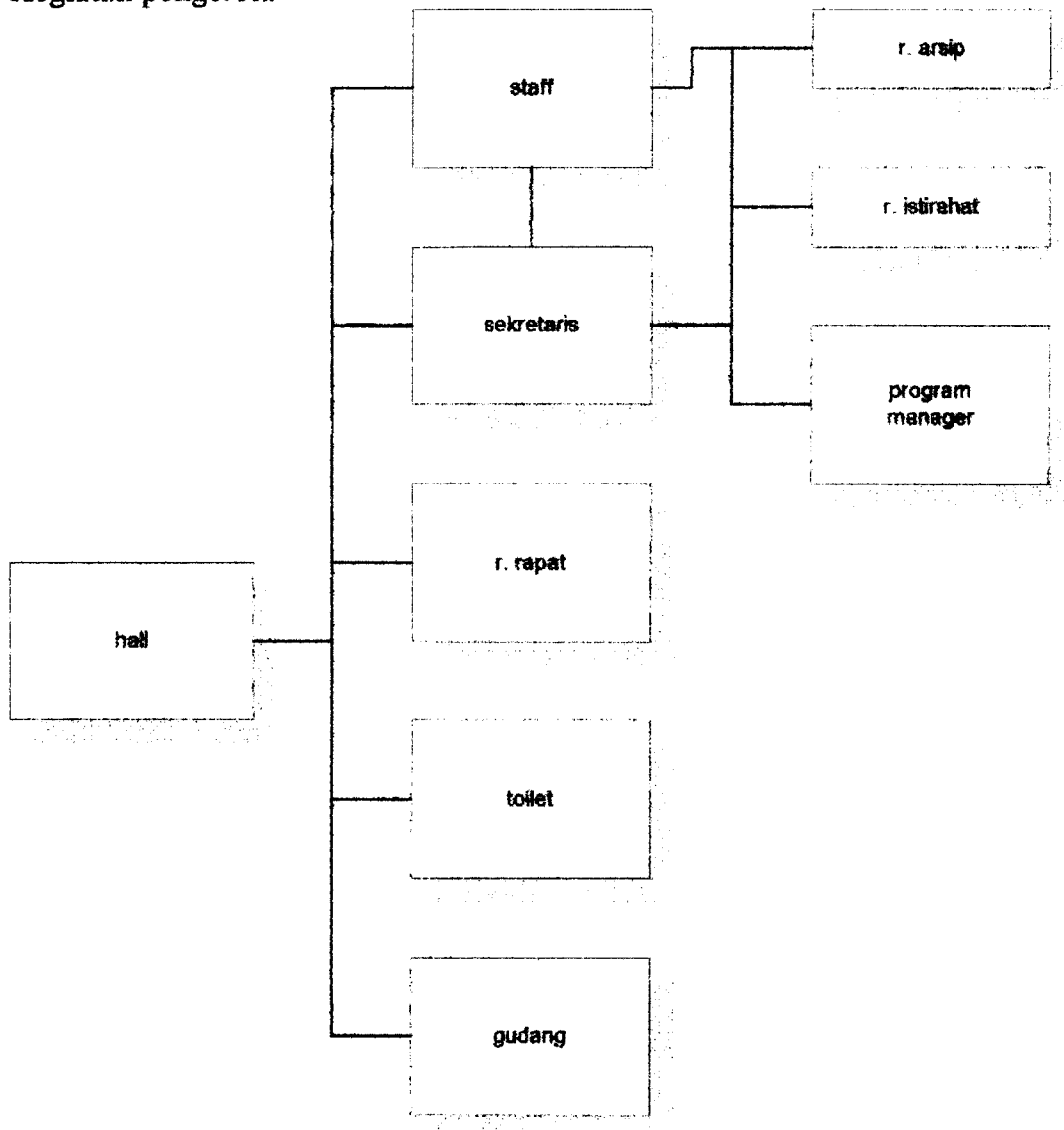 staff
r. arsip
r. istirahat
sekretaris
program
manager
r. rapat
hall
toilet
gudang